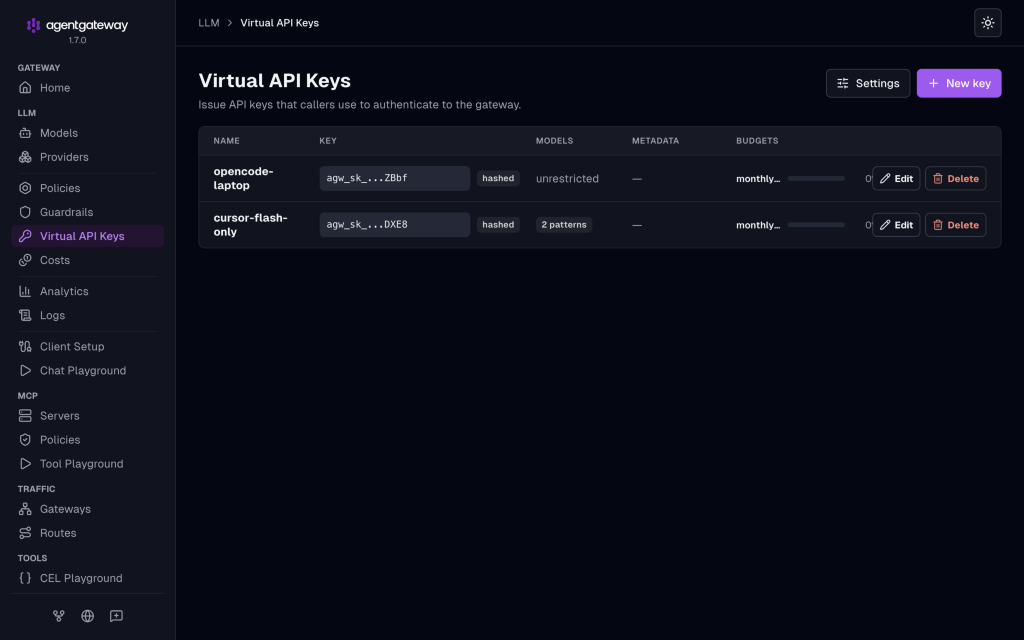 agentgateway
1.7.0
GATEWAY
Home
LLM
Models
Providers
Policies
Guardrails
Virtual API Keys
Costs
Analytics
Logs
Client Setup
Chat Playground
MCP
Servers
Policies
Tool Playground
TRAFFIC
Gateways
Routes
TOOLS
CEL Playground
LLM > Virtual API Keys
Virtual API Keys
Issue API keys that callers use to authenticate to the gateway.
Settings
+ New key
NAME KEY MODELS METADATA BUDGETS
opencode-
laptop
agw_sk_...ZBbf hashed unrestricted — monthly... 0 Edit Delete
cursor-flash-
only
agw_sk_...DXE8 hashed 2 patterns — monthly... 0 Edit Delete